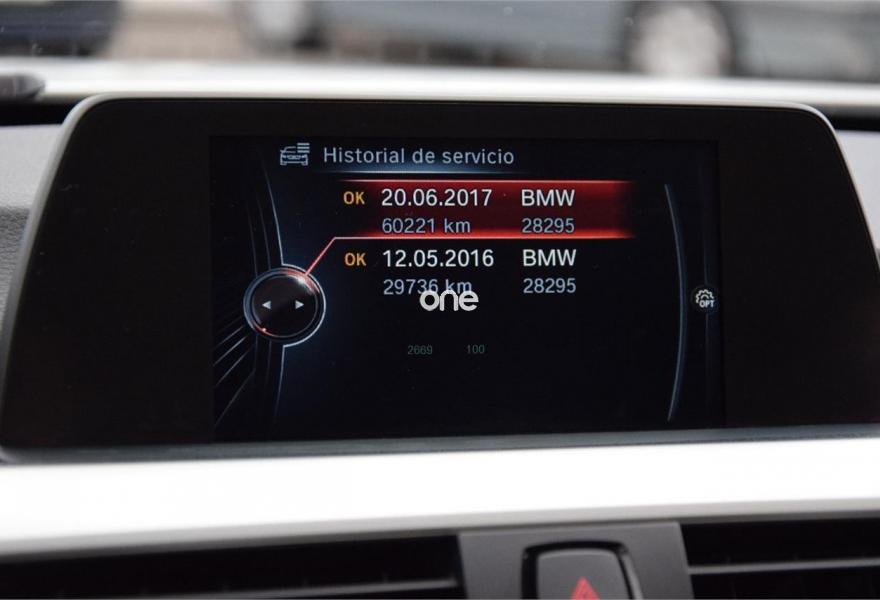 Historial de servicio
OK 20.06.2017 BMW
60221 km 28295
OK 12.05.2016 BMW
29736 km 28295
one
2669 100
OPT